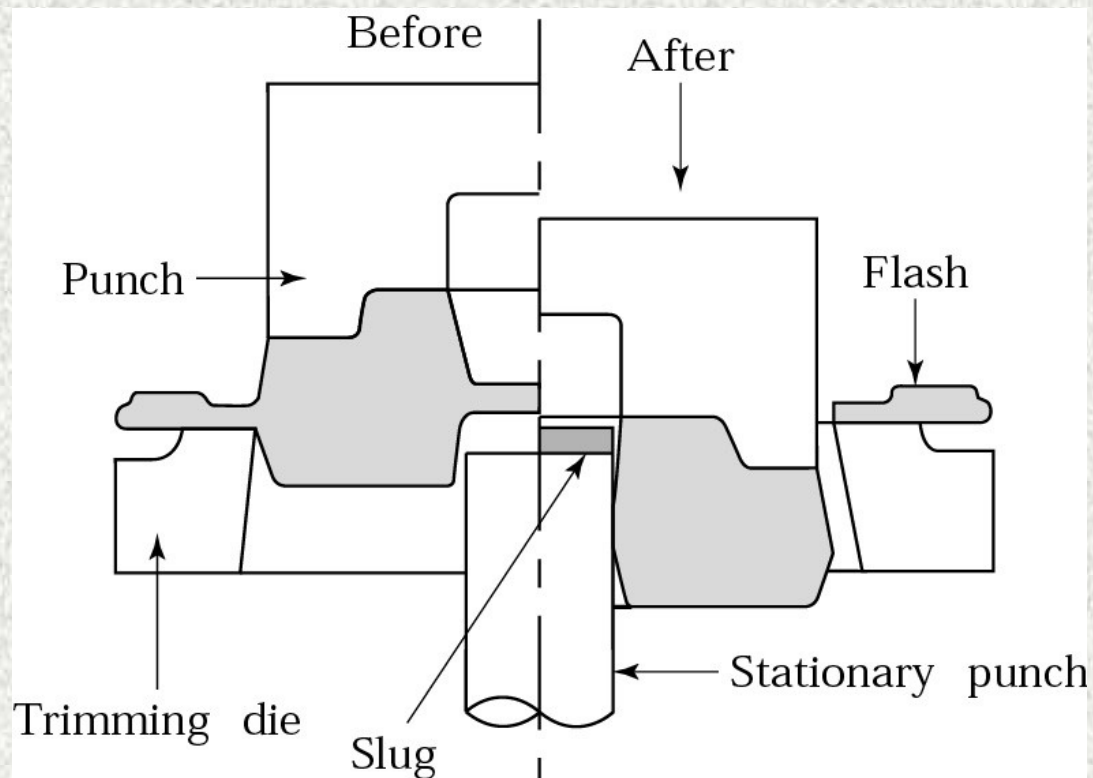 Before
After
Punch
Flash
Stationary punch
Trimming die
Slug